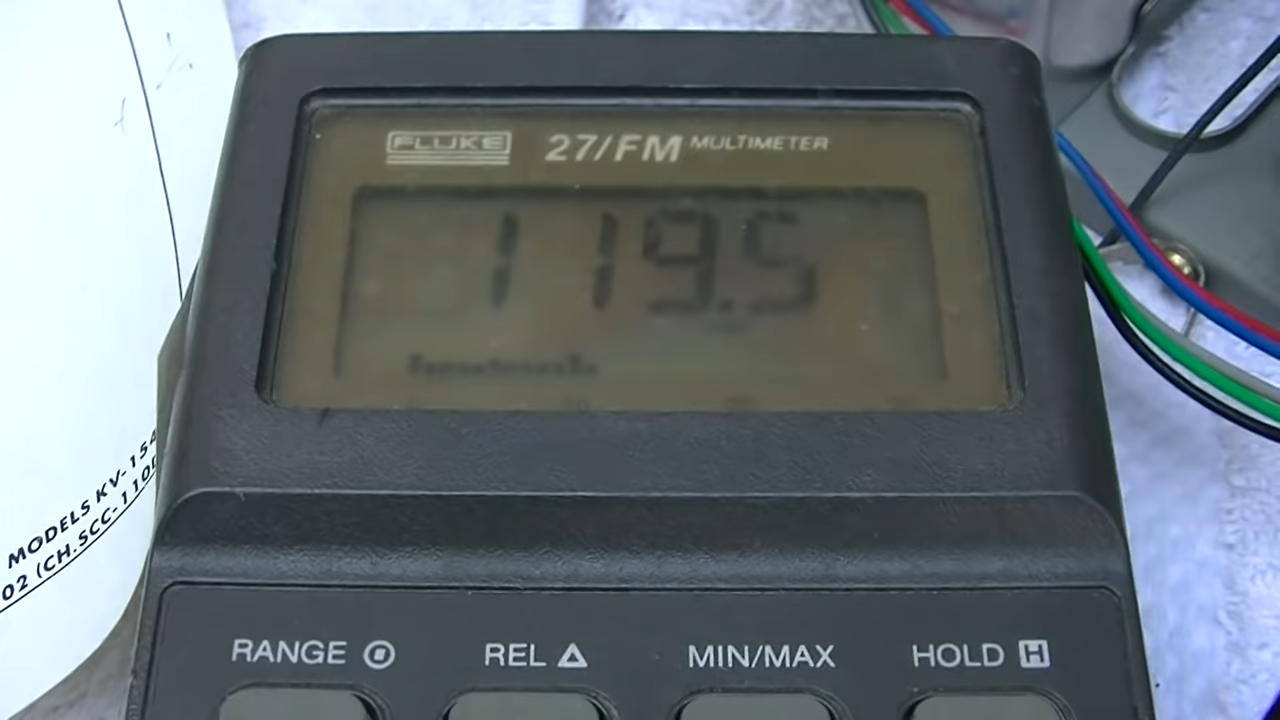 FLUKE 27/FM MULTIMETER
119.5
MODELS KV-154
02 (CH.SCC-110
RANGE
REL △
MIN/MAX
HOLD H